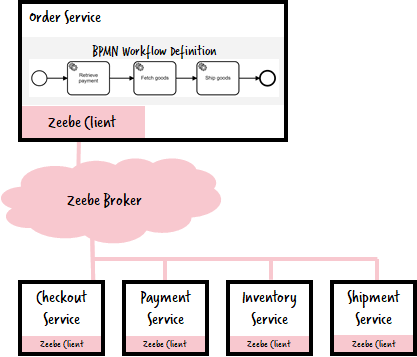 Order Service
BPMN Workflow Definition
Retrieve
payment
Fetch goods
Ship goods
Zeebe Client
Zeebe Broker
Checkout
Service
Zeebe Client
Payment
Service
Zeebe Client
Inventory
Service
Zeebe Client
Shipment
Service
Zeebe Client